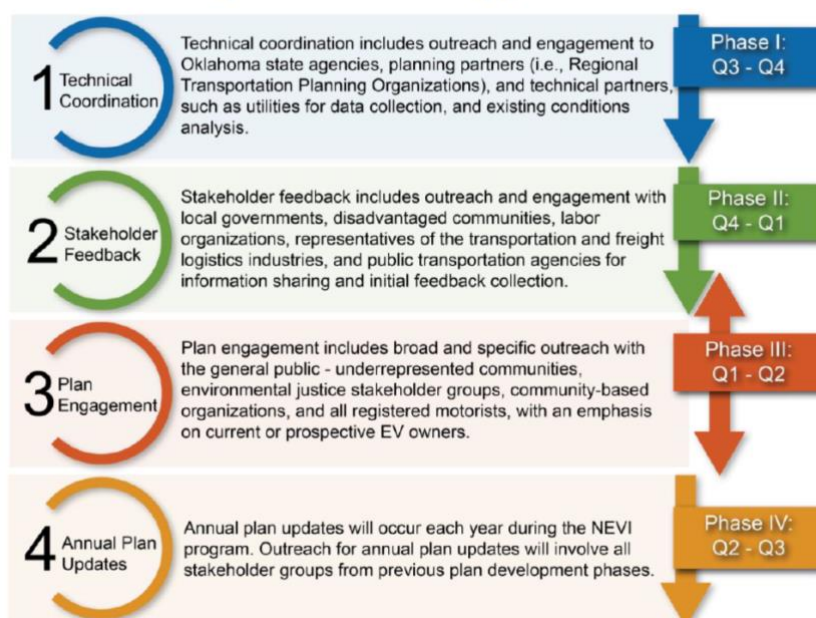 1 Technical
Coordination
Technical coordination includes outreach and engagement to
Oklahoma state agencies, planning partners (i.e., Regional
Transportation Planning Organizations), and technical partners,
such as utilities for data collection, and existing conditions
analysis.
Phase I:
Q3 - Q4
2 Stakeholder
Feedback
Stakeholder feedback includes outreach and engagement with
local governments, disadvantaged communities, labor
organizations, representatives of the transportation and freight
logistics industries, and public transportation agencies for
information sharing and initial feedback collection.
Phase II:
Q4 - Q1
3 Plan
Engagement
Plan engagement includes broad and specific outreach with
the general public - underrepresented communities,
environmental justice stakeholder groups, community-based
organizations, and all registered motorists, with an emphasis
on current or prospective EV owners.
Phase III:
Q1 - Q2
4 Annual Plan
Updates
Annual plan updates will occur each year during the NEVI
program. Outreach for annual plan updates will involve all
stakeholder groups from previous plan development phases.
Phase IV:
Q2 - Q3